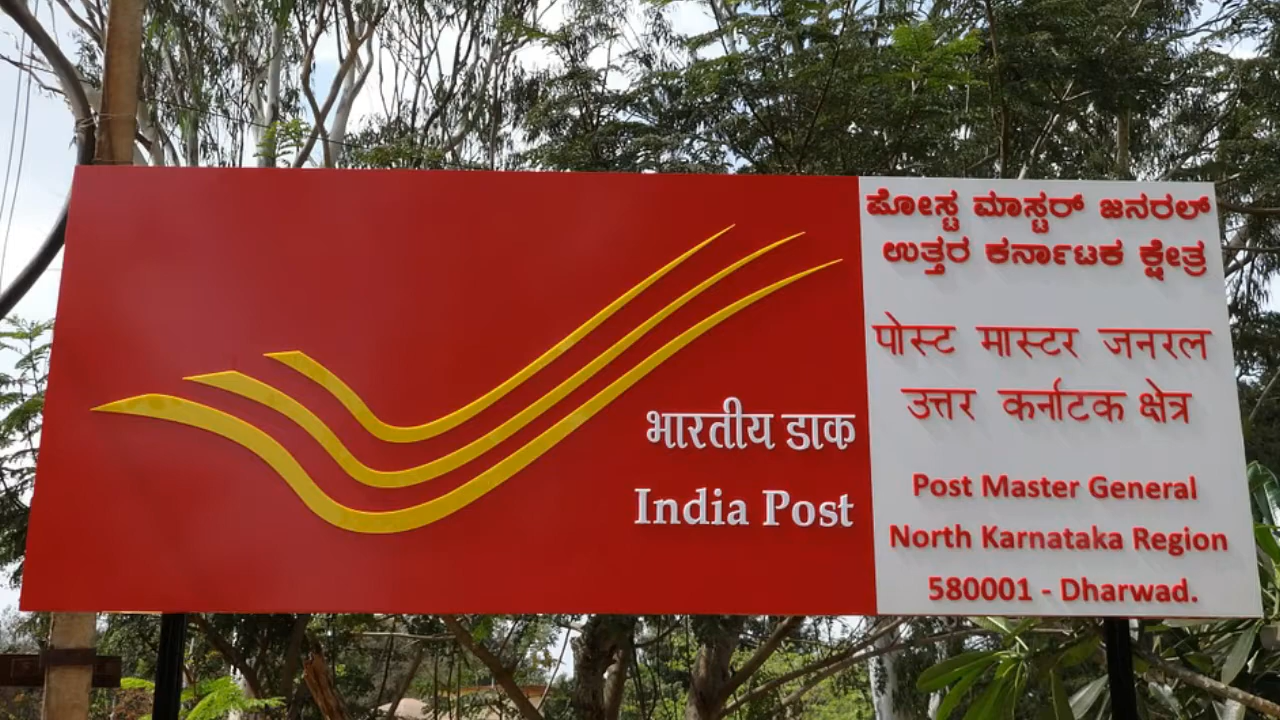 भारतीय डाक
India Post
ಪೋಸ್ಟ ಮಾಸ್ಟರ್ ಜನರಲ್
ಉತ್ತರ ಕರ್ನಾಟಕ ಕ್ಷೇತ್ರ
पोस्ट मास्टर जनरल
उत्तर कर्नाटक क्षेत्र
Post Master General
North Karnataka Region
580001 - Dharwad.